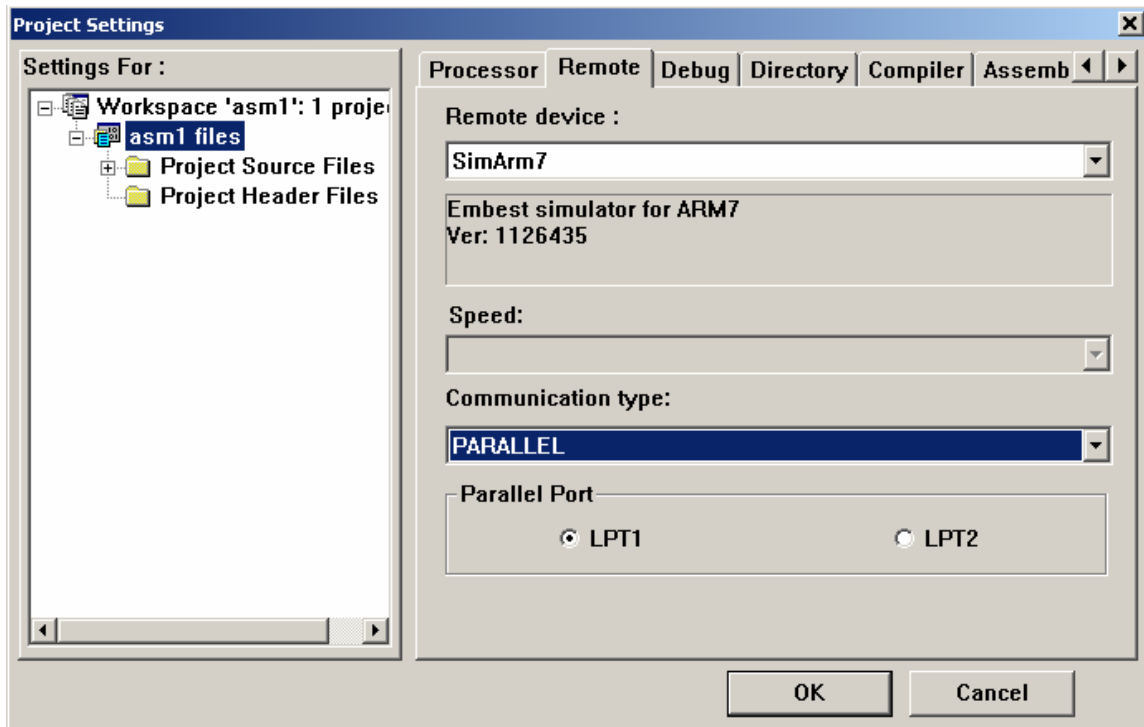 Project Settings
Settings For :
Workspace 'asm1': 1 proje
asm1 files
Project Source Files
Project Header Files
Processor Remote Debug Directory Compiler Assemb
Remote device :
SimArm7
Embest simulator for ARM7
Ver: 1126435
Speed:
Communication type:
PARALLEL
Parallel Port
LPT1 LPT2
OK Cancel